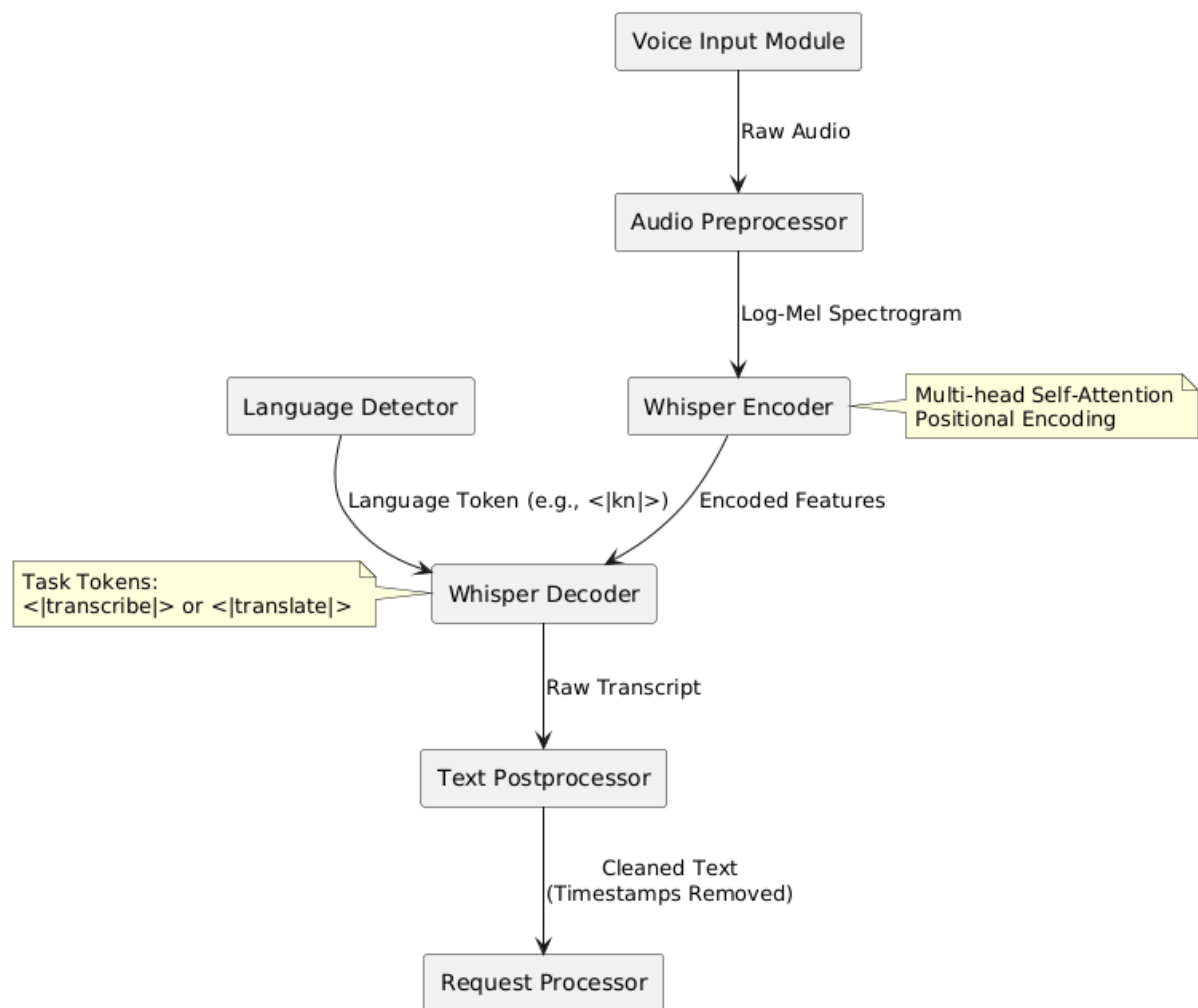 Voice Input Module
Raw Audio
Audio Preprocessor
Log-Mel Spectrogram
Language Detector
Whisper Encoder
Multi-head Self-Attention
Positional Encoding
Language Token (e.g., <|kn|>)
Encoded Features
Task Tokens:
<|transcribe|> or <|translate|>
Whisper Decoder
Raw Transcript
Text Postprocessor
Cleaned Text
(Timestamps Removed)
Request Processor